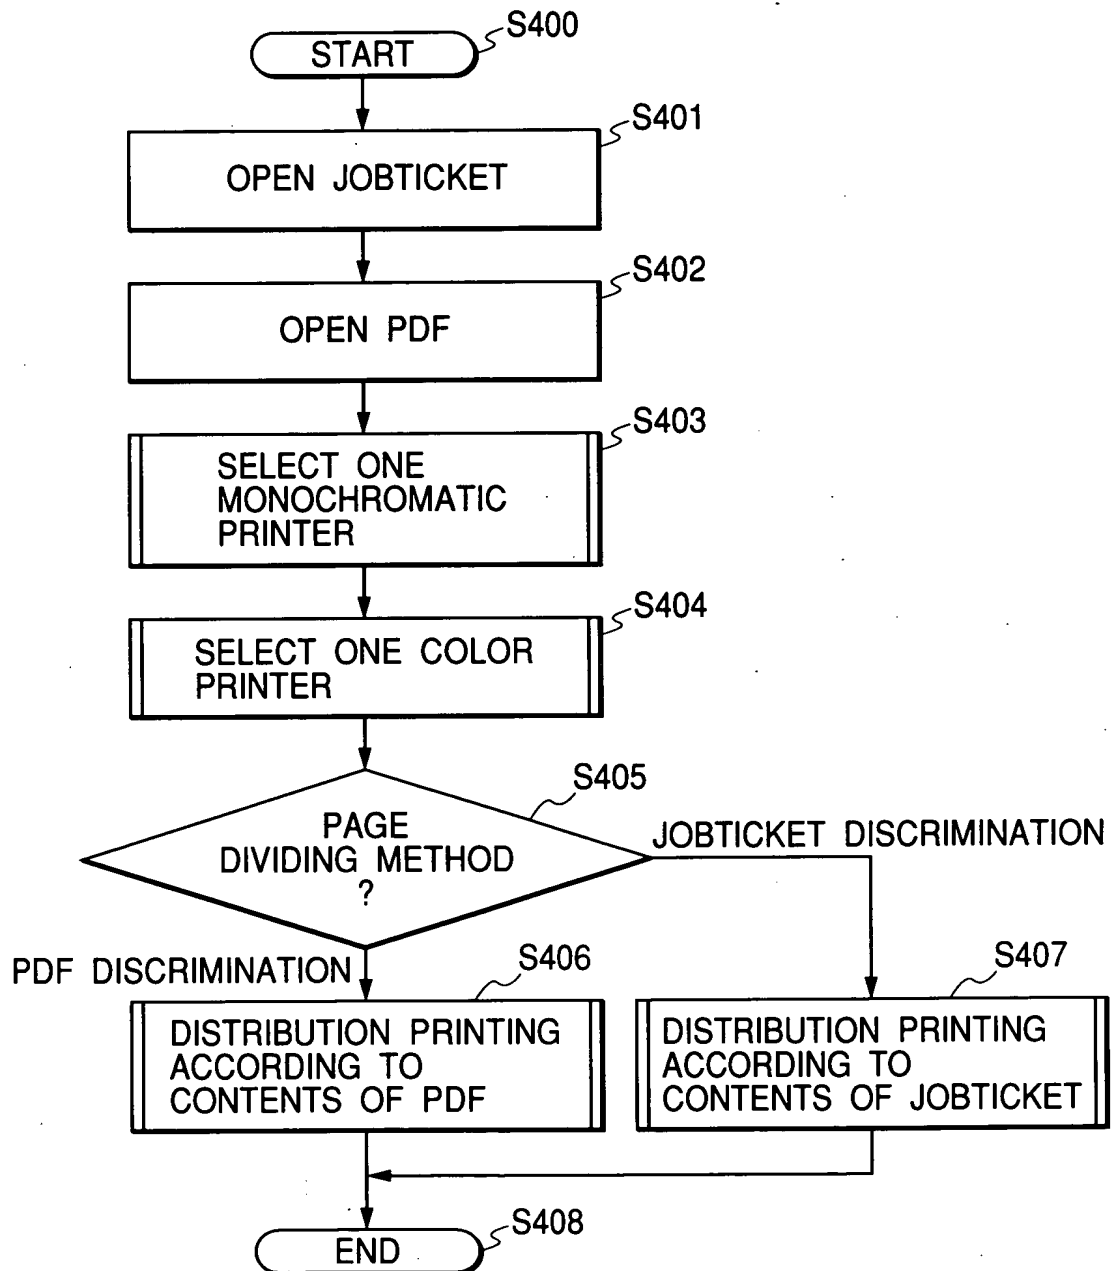 START
S400
OPEN JOBTICKET
S401
OPEN PDF
S402
SELECT ONE
MONOCHROMATIC
PRINTER
S403
SELECT ONE COLOR
PRINTER
S404
PAGE
DIVIDING METHOD
?
S405
JOBTICKET DISCRIMINATION
PDF DISCRIMINATION
S406
DISTRIBUTION PRINTING
ACCORDING TO
CONTENTS OF PDF
S407
DISTRIBUTION PRINTING
ACCORDING TO
CONTENTS OF JOBTICKET
END
S408